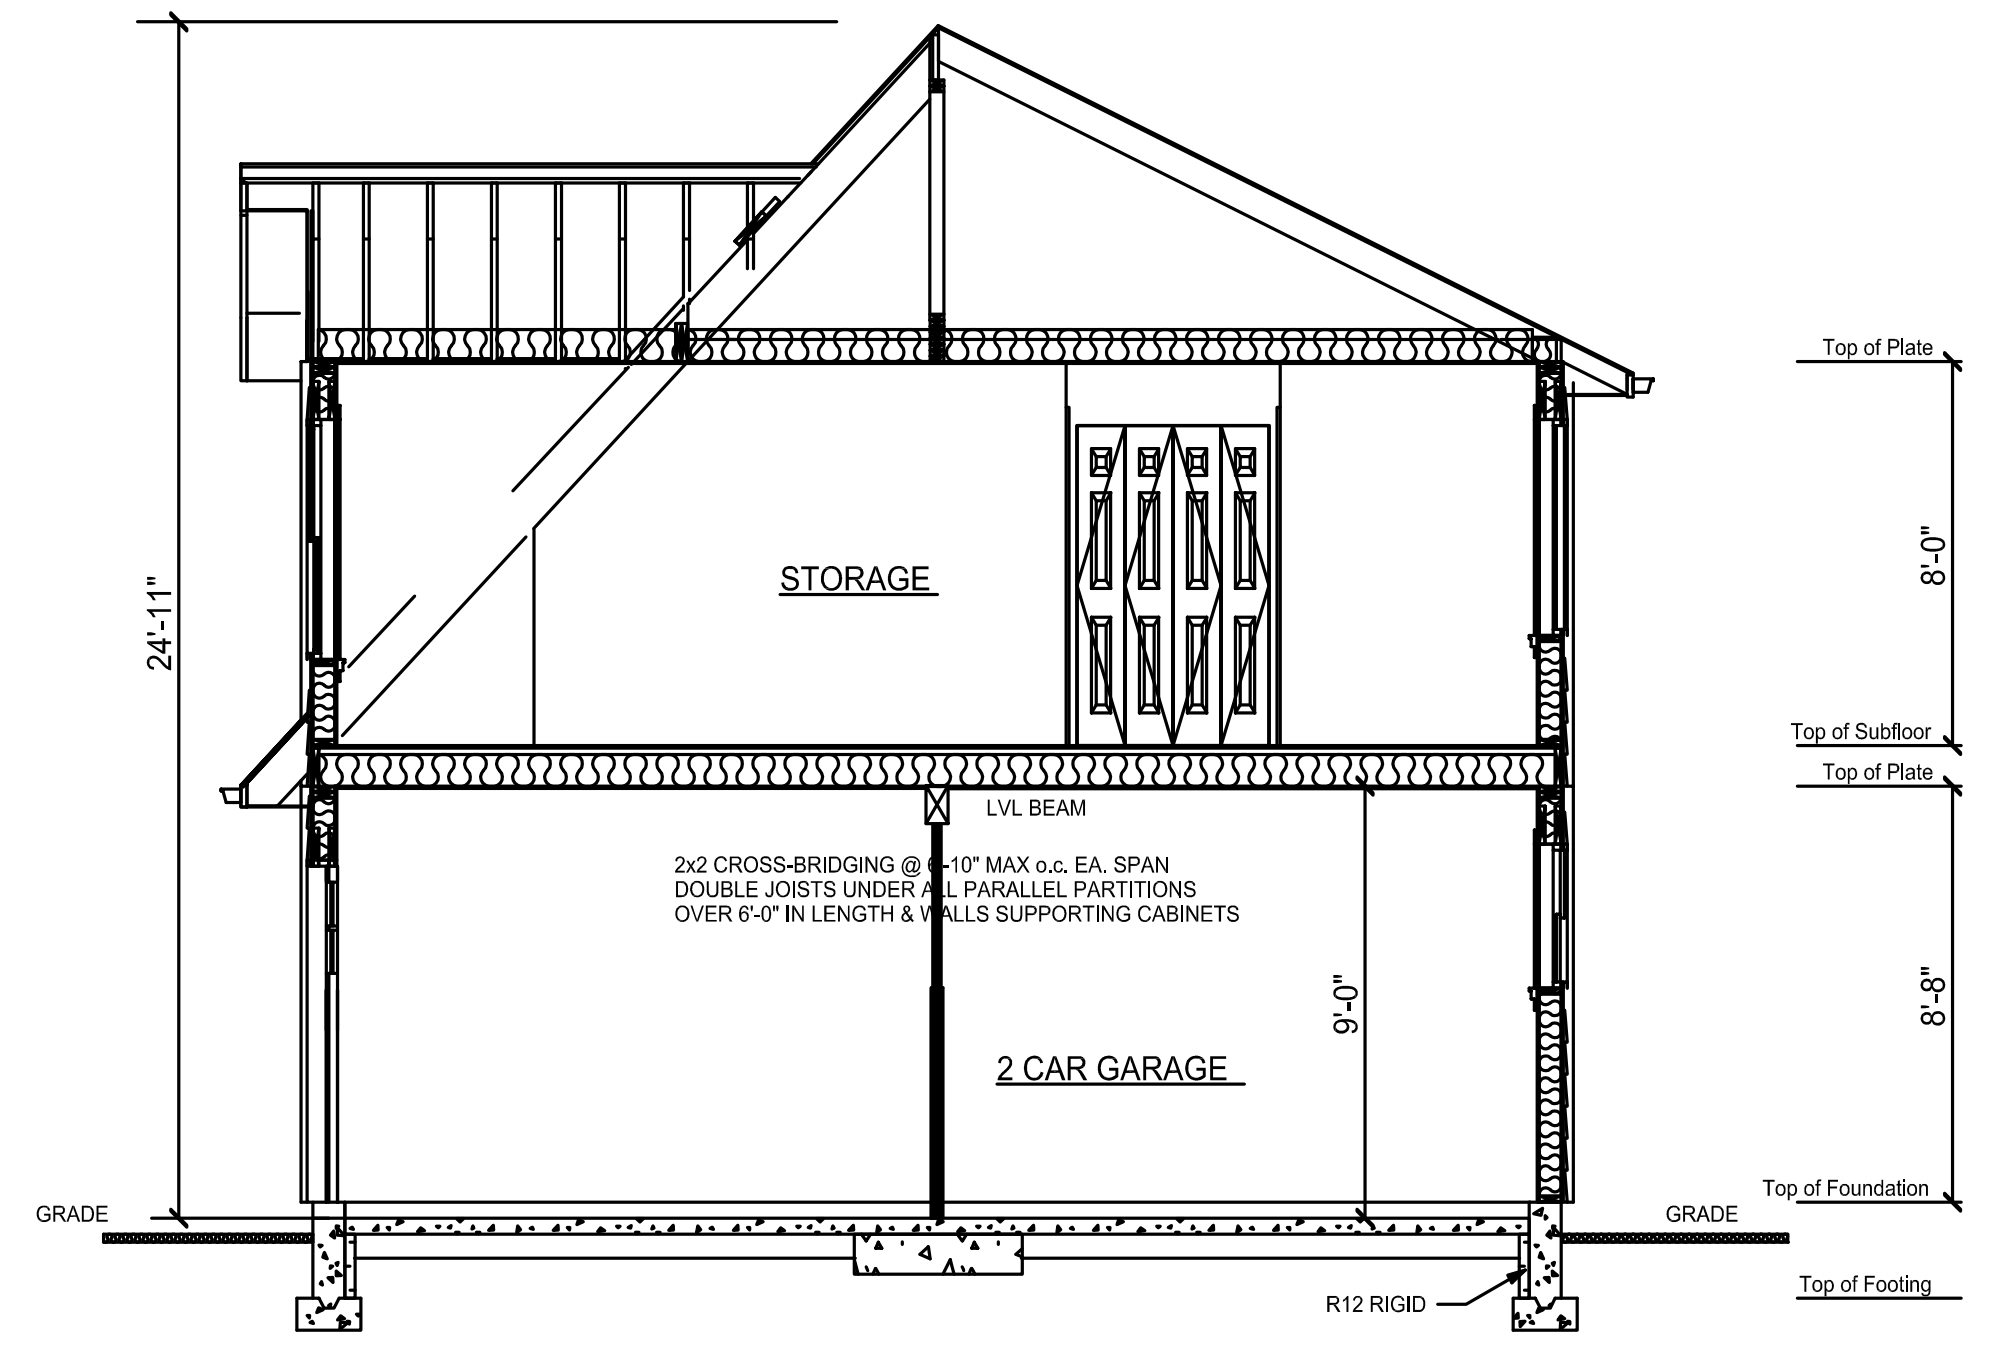 Top of Plate
8'-0"
STORAGE
24'-11"
Top of Subfloor
Top of Plate
LVL BEAM
2x2 CROSS-BRIDGING @ 6'-10" MAX o.c. EA. SPAN
DOUBLE JOISTS UNDER ALL PARALLEL PARTITIONS
OVER 6'-0" IN LENGTH & WALLS SUPPORTING CABINETS
9'-0"
8'-8"
2 CAR GARAGE
Top of Foundation
GRADE
GRADE
Top of Footing
R12 RIGID